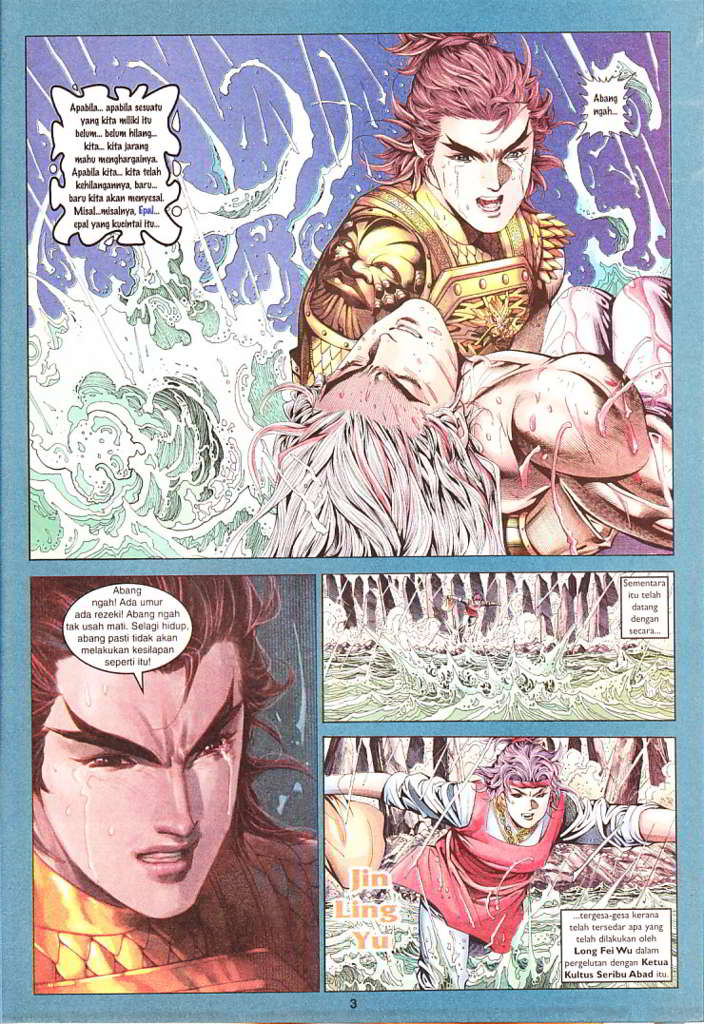 Apabila... apabila sesuatu
yang kita miliki itu
belum... belum hilang...
kita... kita jarang
mahu menghargainya.
Apabila kita... kita telah
kehilangannya, baru...
baru kita akan menyesal.
Misal...misalnya, Epal...
epal yang kucintai itu...
Abang
ngah...
Abang
ngah! Ada umur
ada rezeki! Abang ngah
tak usah mati. Selagi hidup,
abang pasti tidak akan
melakukan kesilapan
seperti itu!
Sementara
itu telah
datang
dengan
secara...
Jin
Ling
Yu
...tergesa-gesa kerana
telah tersedar apa yang
telah dilakukan oleh
Long Fei Wu dalam
pergelutan dengan Ketua
Kultus Seribu Abad itu.
3